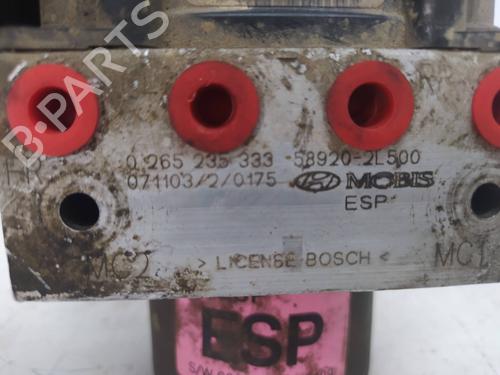 B-PARTS
0 265 235 333 58920-2L500
071103/2/0175 MOBIS
ESP
MC2 > LICENSE BOSCH < MC1
ESP